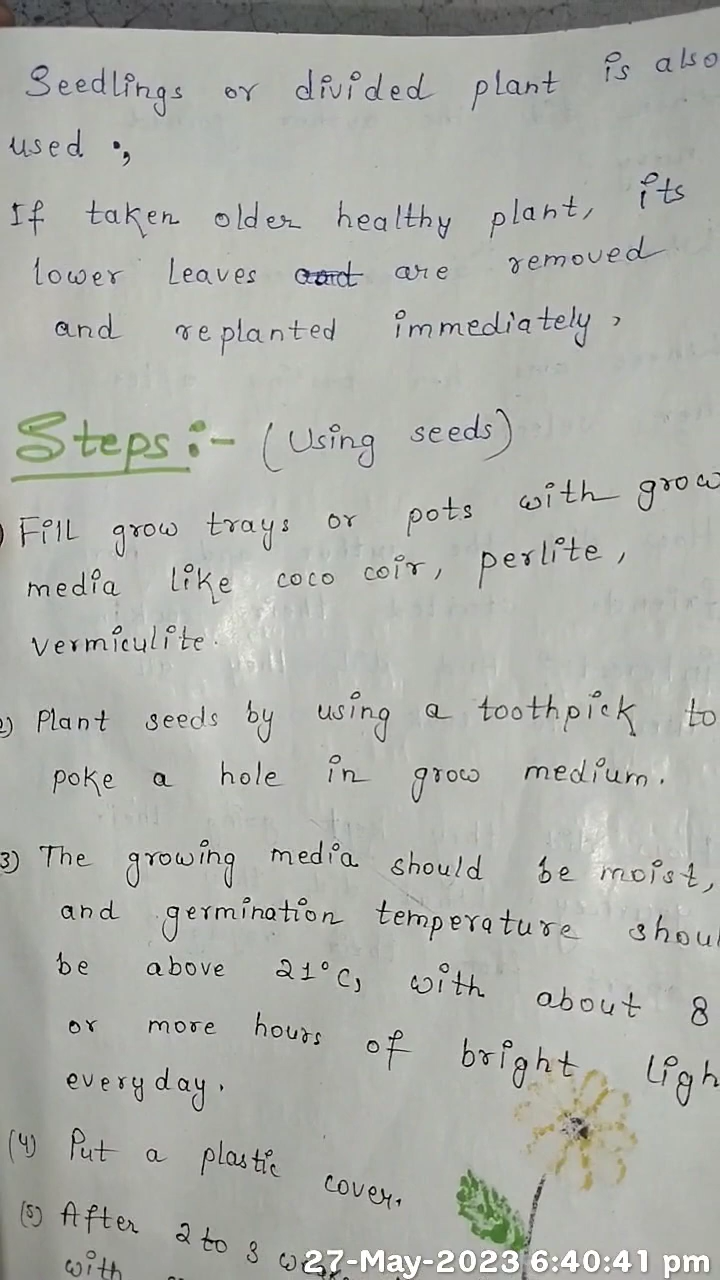 Seedlings or divided plant is also
used .,
If taken older healthy plant, its
lower leaves are removed
and replanted immediately,
Steps:- (Using seeds)
) Fill grow trays or pots with grow
media like coco coir, perlite,
vermiculite.
2) Plant seeds by using a toothpick to
poke a hole in grow medium.
3) The growing media should be moist,
and germination temperature shoul
be above 21°C, with about 8
or more hours of bright ligh
everyday.
(4) Put a plastic cover.
(5) After 2 to 3
with
27-May-2023 6:40:41 pm